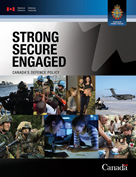 STRONG
SECURE
ENGAGED
CANADA'S DEFENCE POLICY
Canada